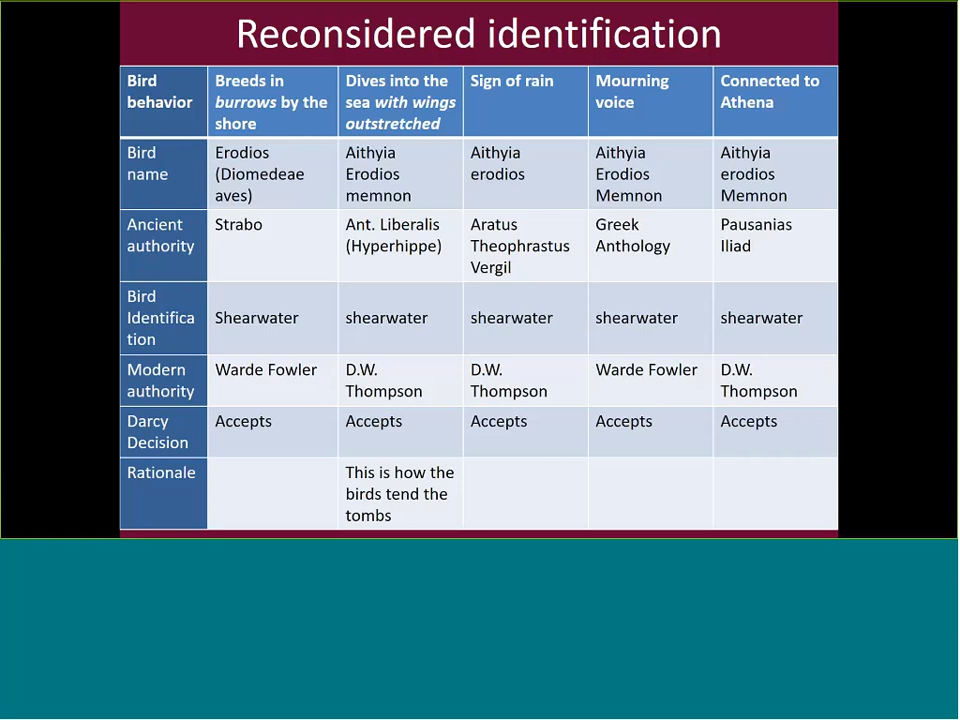 Reconsidered identification
Bird
behavior
Breeds in
burrows by the
shore
Dives into the
sea with wings
outstretched
Sign of rain
Mourning
voice
Connected to
Athena
Bird
name
Erodios
(Diomedeae
aves)
Aithyia
Erodios
memnon
Aithyia
erodios
Aithyia
Erodios
Memnon
Aithyia
erodios
Memnon
Ancient
authority
Strabo
Ant. Liberalis
(Hyperhippe)
Aratus
Theophrastus
Vergil
Greek
Anthology
Pausanias
Iliad
Bird
Identifica
tion
Shearwater
shearwater
shearwater
shearwater
shearwater
Modern
authority
Warde Fowler
D.W.
Thompson
D.W.
Thompson
Warde Fowler
D.W.
Thompson
Darcy
Decision
Accepts
Accepts
Accepts
Accepts
Accepts
Rationale
This is how the
birds tend the
tombs